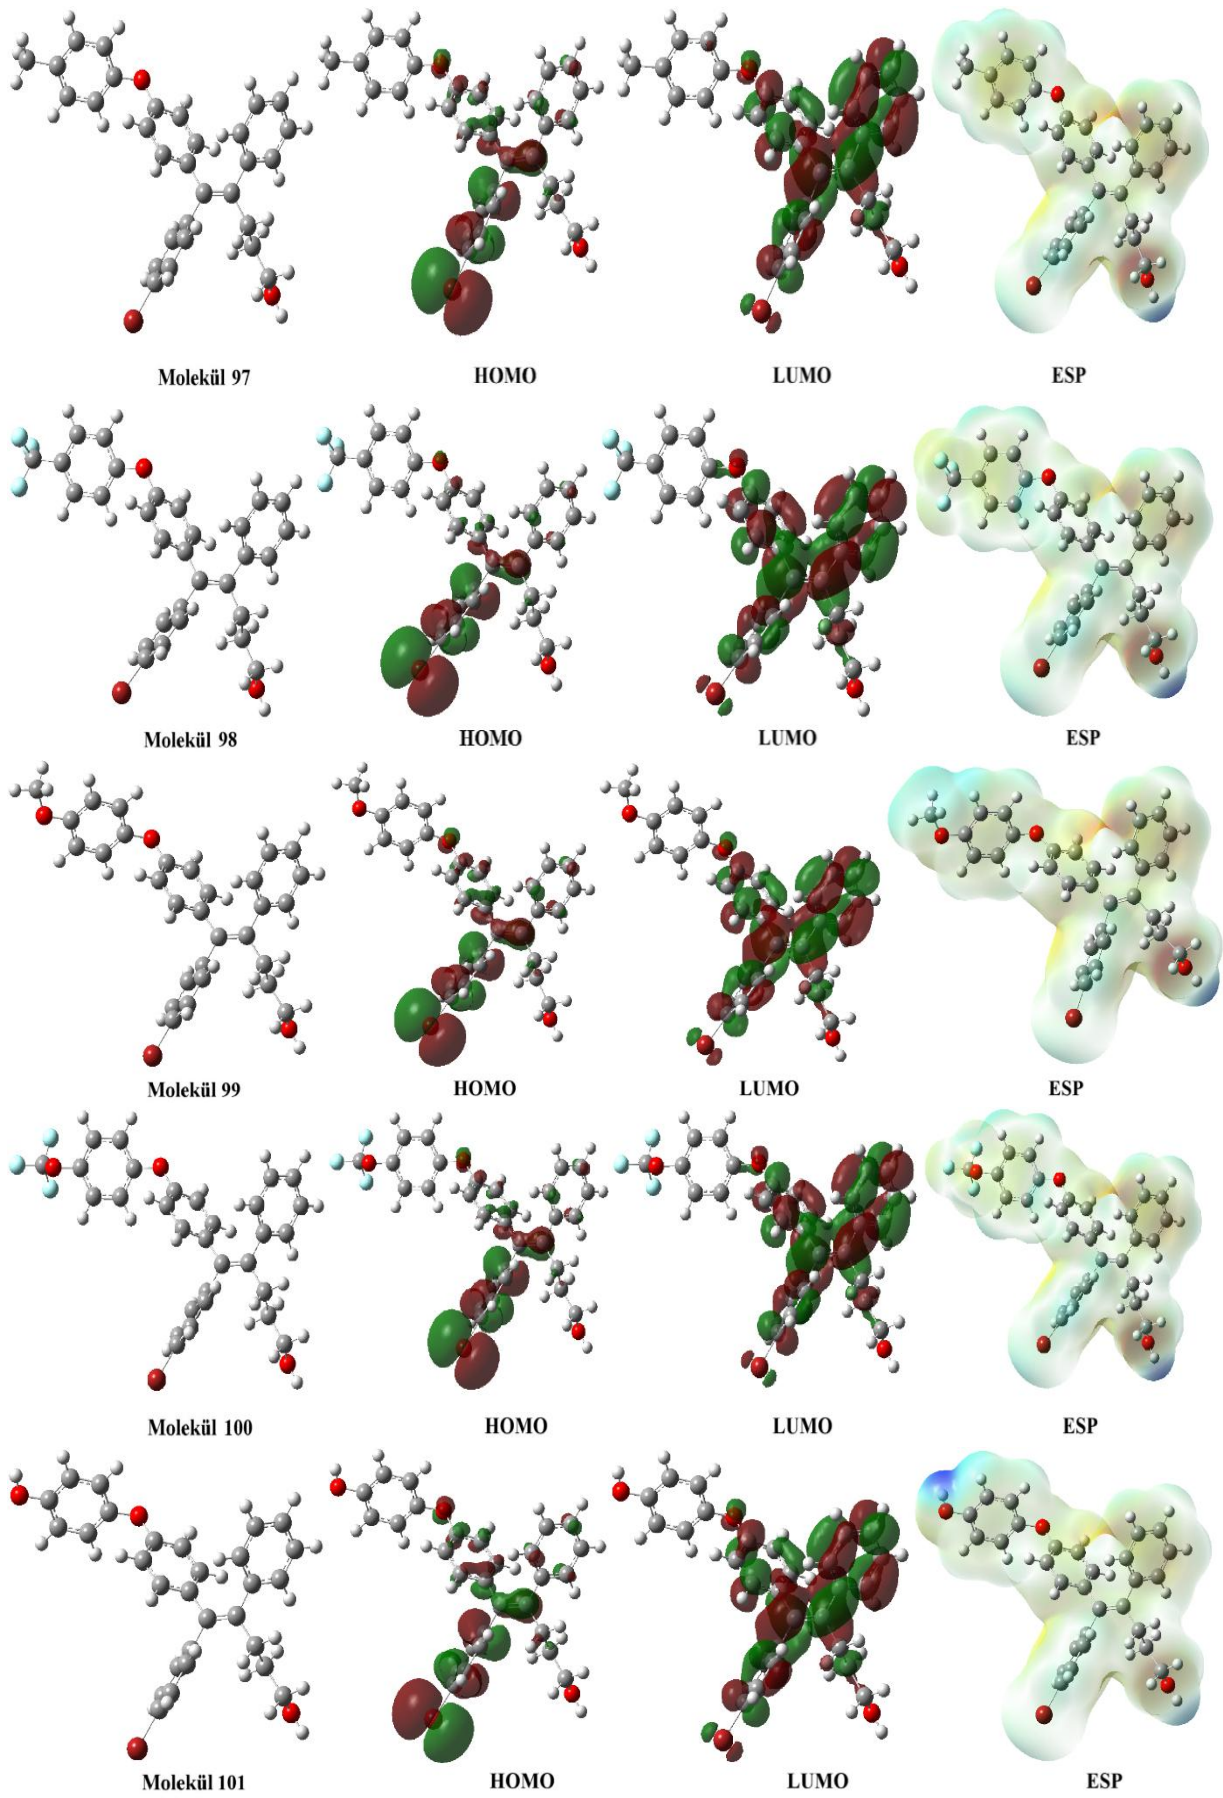 Molekül 97 HOMO LUMO ESP
Molekül 98 HOMO LUMO ESP
Molekül 99 HOMO LUMO ESP
Molekül 100 HOMO LUMO ESP
Molekül 101 HOMO LUMO ESP